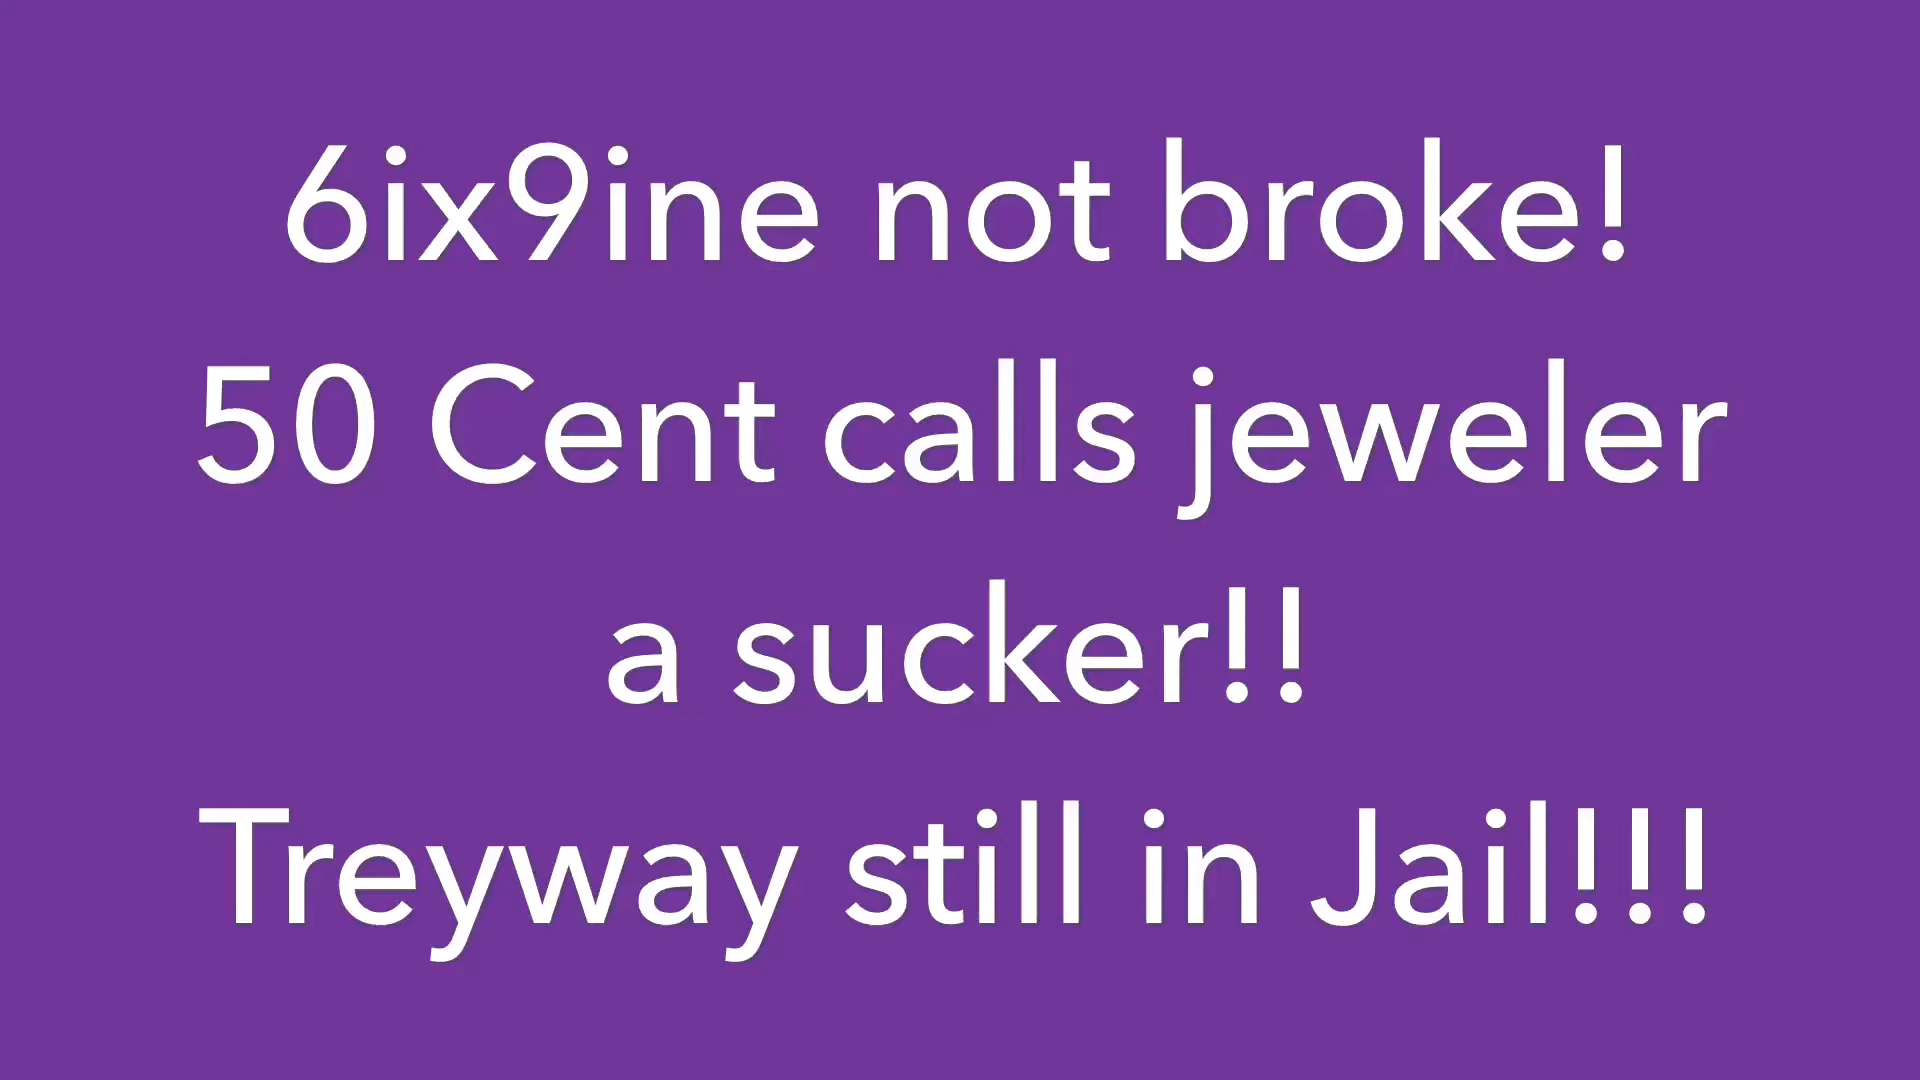 6ix9ine not broke!
50 Cent calls jeweler
a sucker!!
Treyway still in Jail!!!